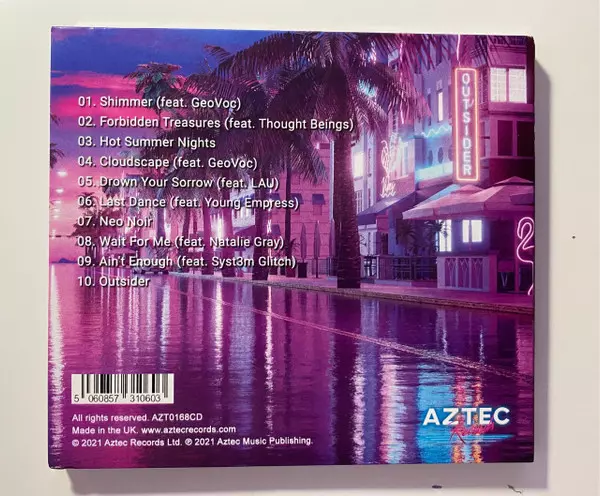 01. Shimmer (feat. GeoVoc)
02. Forbidden Treasures (feat. Thought Beings)
03. Hot Summer Nights
04. Cloudscape (feat. GeoVoc)
05. Drown Your Sorrow (feat. LAU)
06. Last Dance (feat. Young Empress)
07. Neo Noir
08. Wait For Me (feat. Natalie Gray)
09. Ain't Enough (feat. Syst3m Glitch)
10. Outsider
OUTSIDER
5 060857 310603
All rights reserved. AZT0168CD
Made in the UK. www.aztecrecords.com
© 2021 Aztec Records Ltd. ℗ 2021 Aztec Music Publishing.
AZTEC
Records